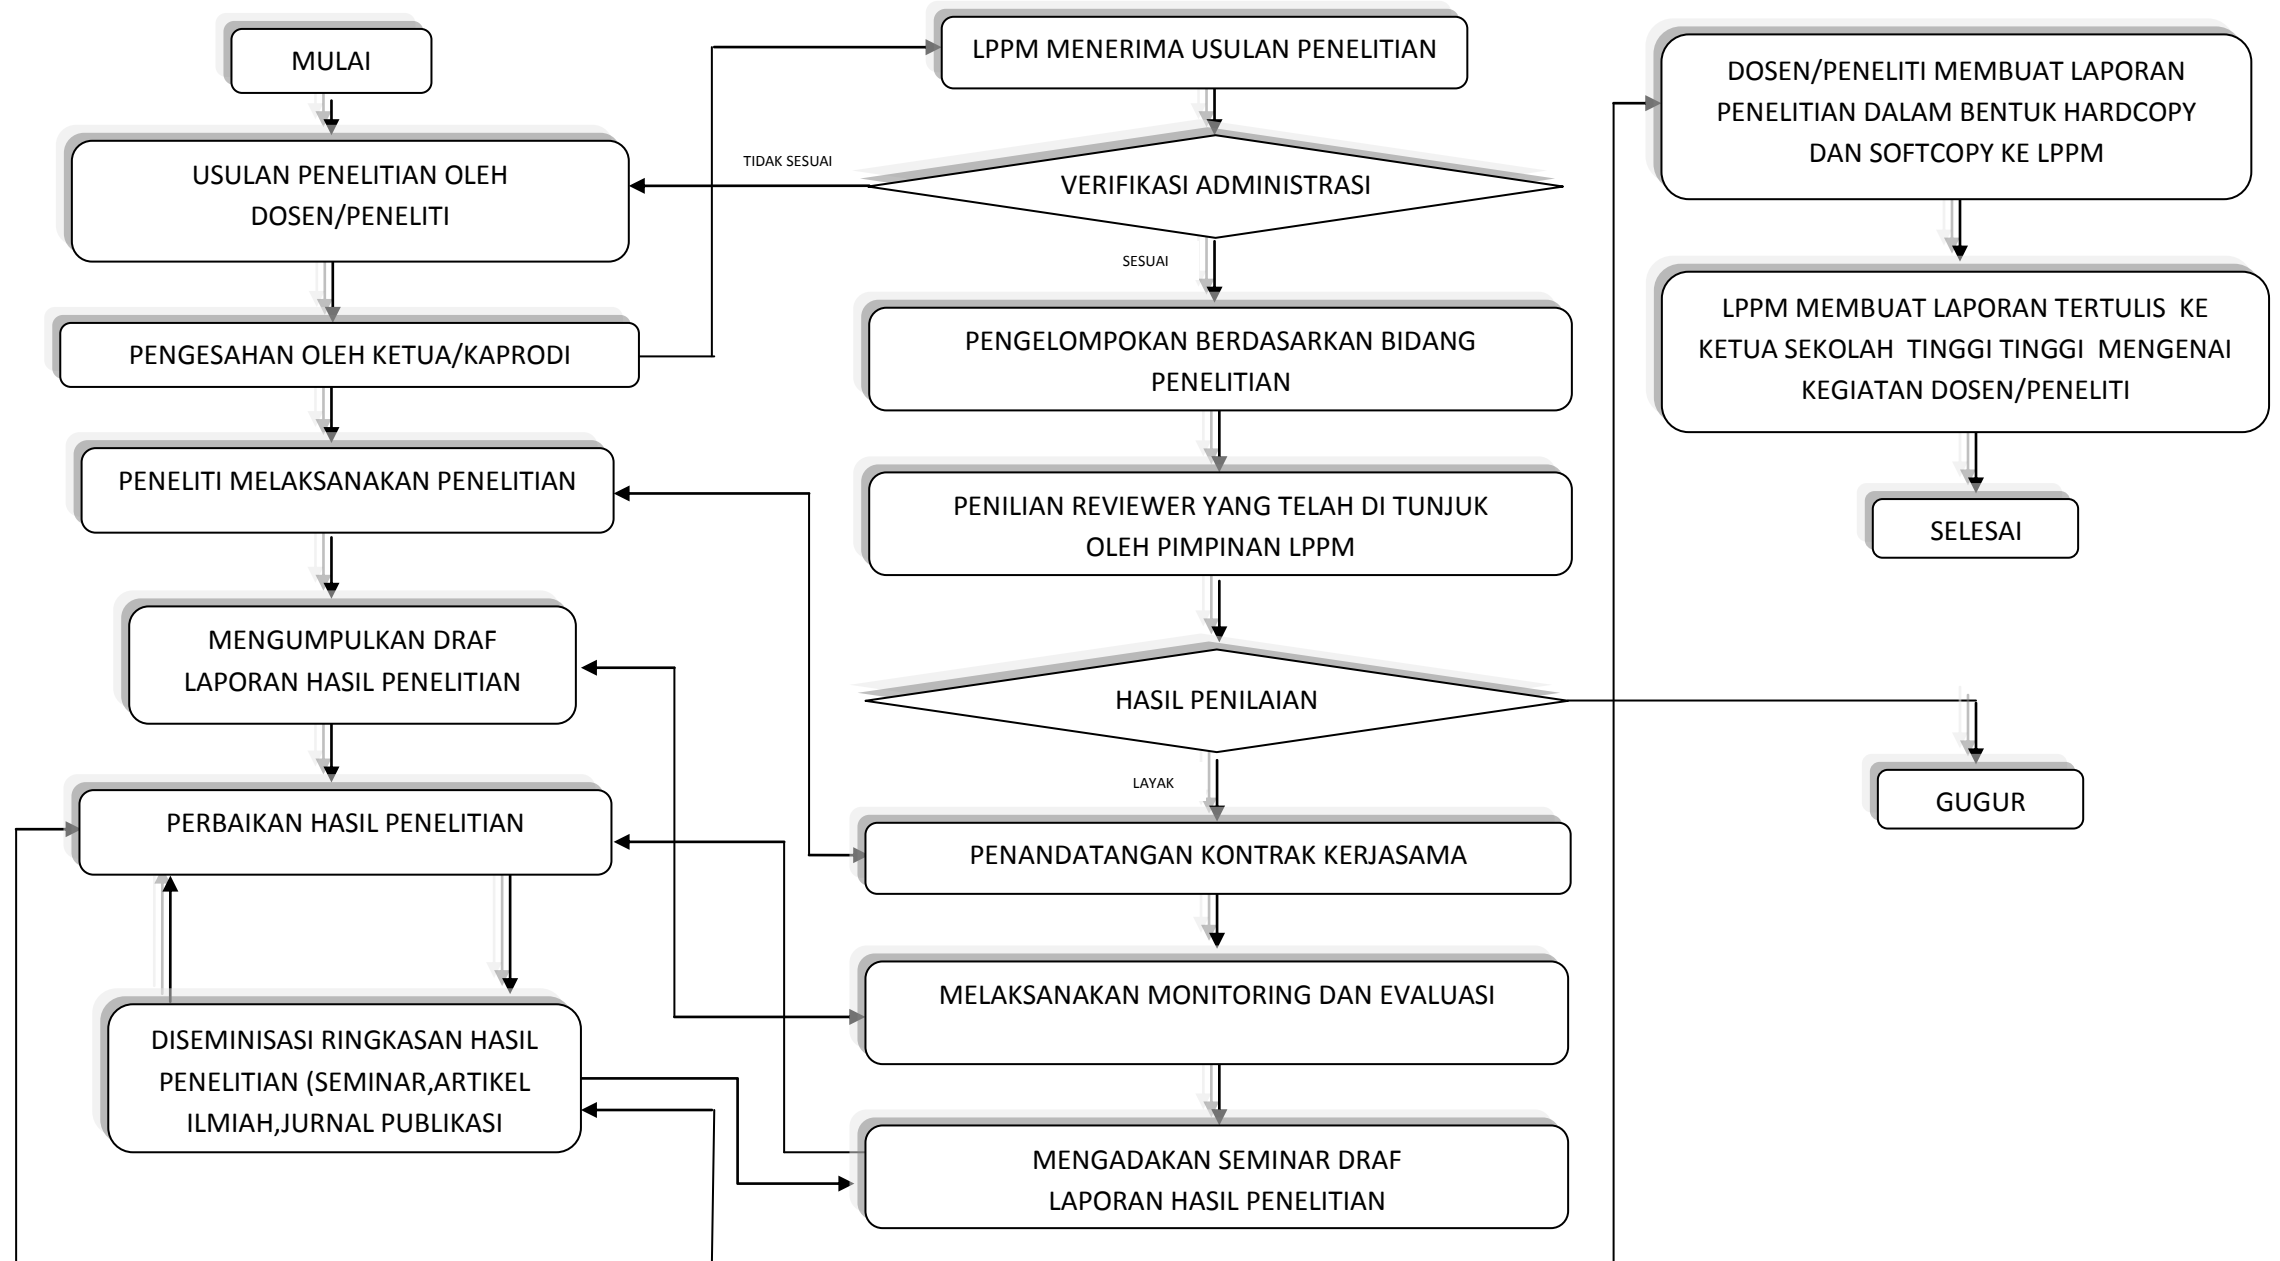 MULAI
USULAN PENELITIAN OLEH
DOSEN/PENELITI
PENGESAHAN OLEH KETUA/KAPRODI
PENELITI MELAKSANAKAN PENELITIAN
MENGUMPULKAN DRAF
LAPORAN HASIL PENELITIAN
PERBAIKAN HASIL PENELITIAN
DISEMINISASI RINGKASAN HASIL
PENELITIAN (SEMINAR,ARTIKEL
ILMIAH,JURNAL PUBLIKASI
LPPM MENERIMA USULAN PENELITIAN
TIDAK SESUAI
VERIFIKASI ADMINISTRASI
SESUAI
PENGELOMPOKAN BERDASARKAN BIDANG
PENELITIAN
PENILIAN REVIEWER YANG TELAH DI TUNJUK
OLEH PIMPINAN LPPM
HASIL PENILAIAN
LAYAK
PENANDATANGAN KONTRAK KERJASAMA
MELAKSANAKAN MONITORING DAN EVALUASI
MENGADAKAN SEMINAR DRAF
LAPORAN HASIL PENELITIAN
DOSEN/PENELITI MEMBUAT LAPORAN
PENELITIAN DALAM BENTUK HARDCOPY
DAN SOFTCOPY KE LPPM
LPPM MEMBUAT LAPORAN TERTULIS KE
KETUA SEKOLAH TINGGI TINGGI MENGENAI
KEGIATAN DOSEN/PENELITI
SELESAI
GUGUR